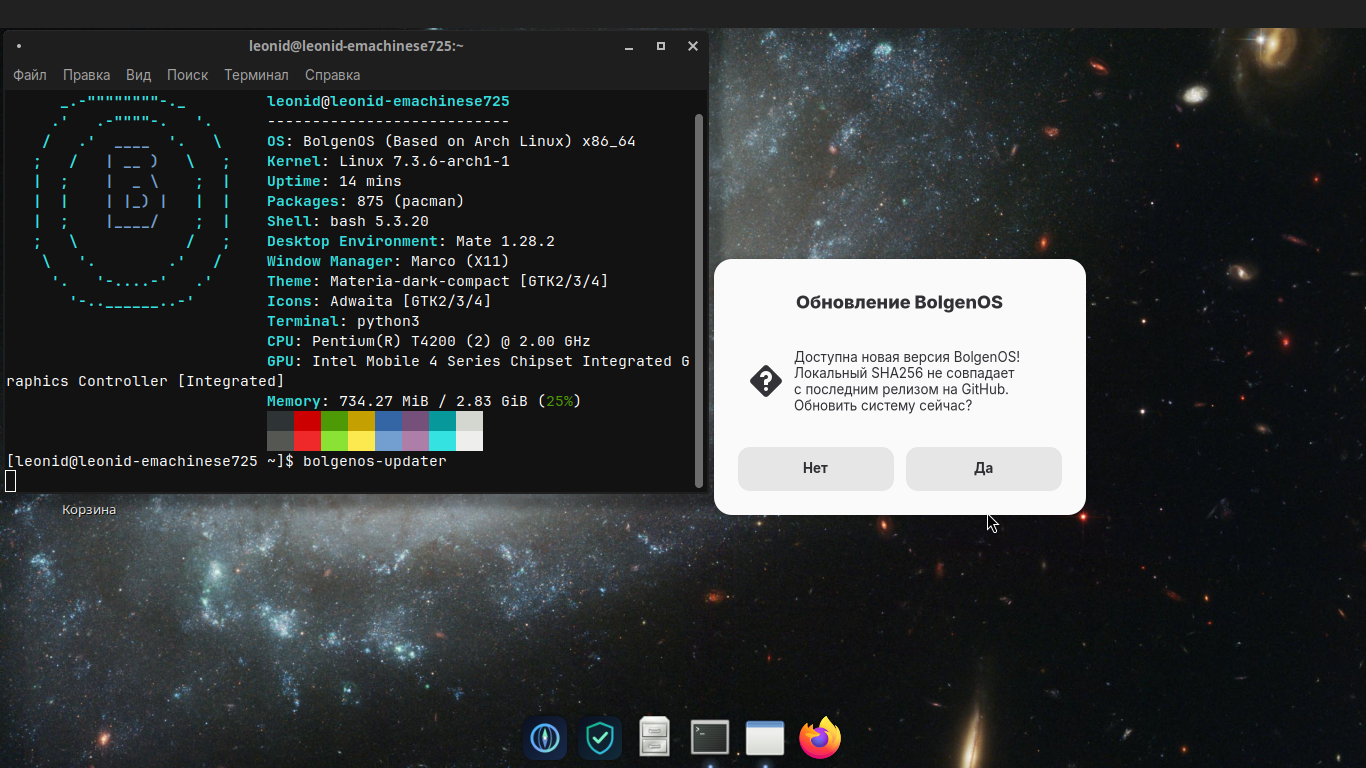 leonid@leonid-emachinese725:~
Файл Правка Вид Поиск Терминал Справка
leonid@leonid-emachinese725
---------------------------
OS: BolgenOS (Based on Arch Linux) x86_64
Kernel: Linux 7.3.6-arch1-1
Uptime: 14 mins
Packages: 875 (pacman)
Shell: bash 5.3.20
Desktop Environment: Mate 1.28.2
Window Manager: Marco (X11)
Theme: Materia-dark-compact [GTK2/3/4]
Icons: Adwaita [GTK2/3/4]
Terminal: python3
CPU: Pentium(R) T4200 (2) @ 2.00 GHz
GPU: Intel Mobile 4 Series Chipset Integrated G
raphics Controller [Integrated]
Memory: 734.27 MiB / 2.83 GiB (25%)
[leonid@leonid-emachinese725 ~]$ bolgenos-updater
Корзина
Обновление BolgenOS
Доступна новая версия BolgenOS!
Локальный SHA256 не совпадает
с последним релизом на GitHub.
Обновить систему сейчас?
Нет Да